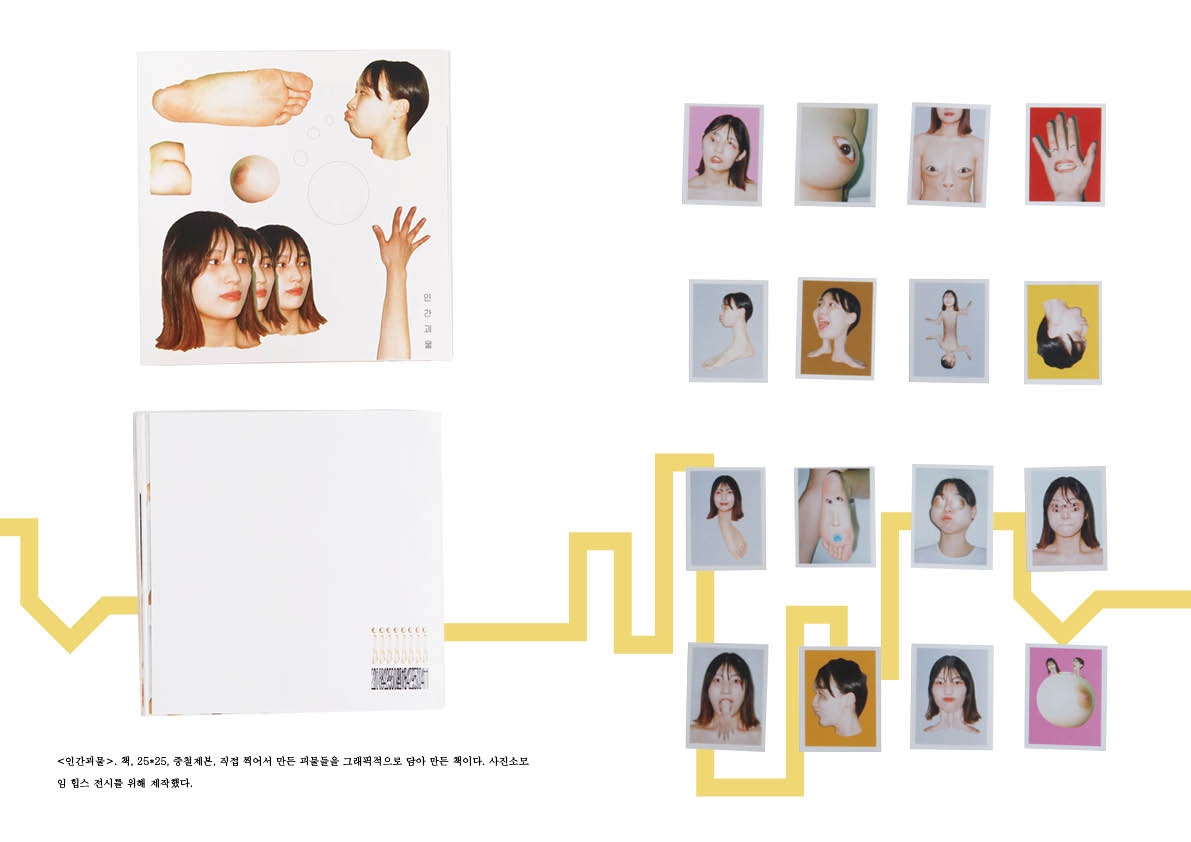 인
간
괴
물
<인간괴물>. 책, 25*25, 중철제본, 직접 찍어서 만든 괴물들을 그래픽적으로 담아 만든 책이다. 사진소모
임 힙스 전시를 위해 제작했다.